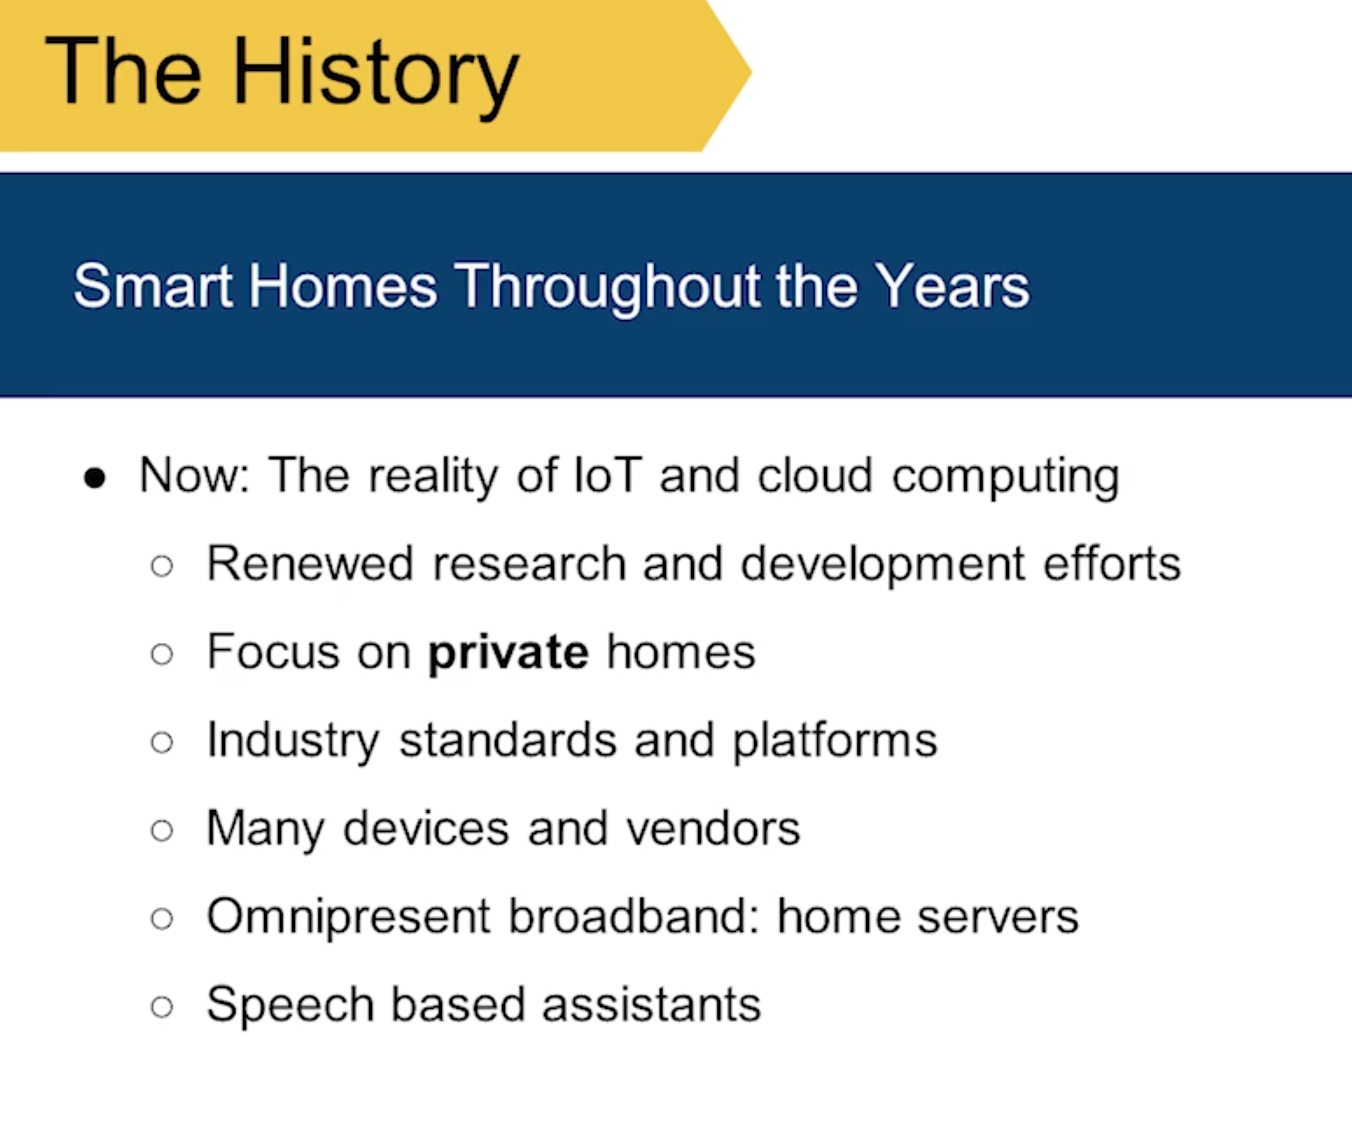 The History
Smart Homes Throughout the Years
● Now: The reality of IoT and cloud computing
○ Renewed research and development efforts
○ Focus on private homes
○ Industry standards and platforms
○ Many devices and vendors
○ Omnipresent broadband: home servers
○ Speech based assistants